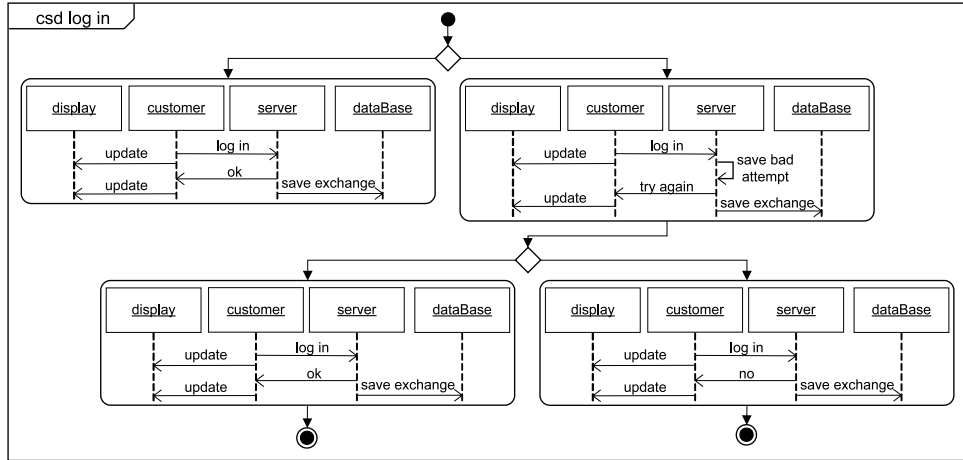 csd log in
display customer server dataBase
log in
update
ok
update
save exchange
display customer server dataBase
log in
update
save bad
attempt
try again
update
save exchange
display customer server dataBase
log in
update
ok
update
save exchange
display customer server dataBase
log in
update
no
update
save exchange